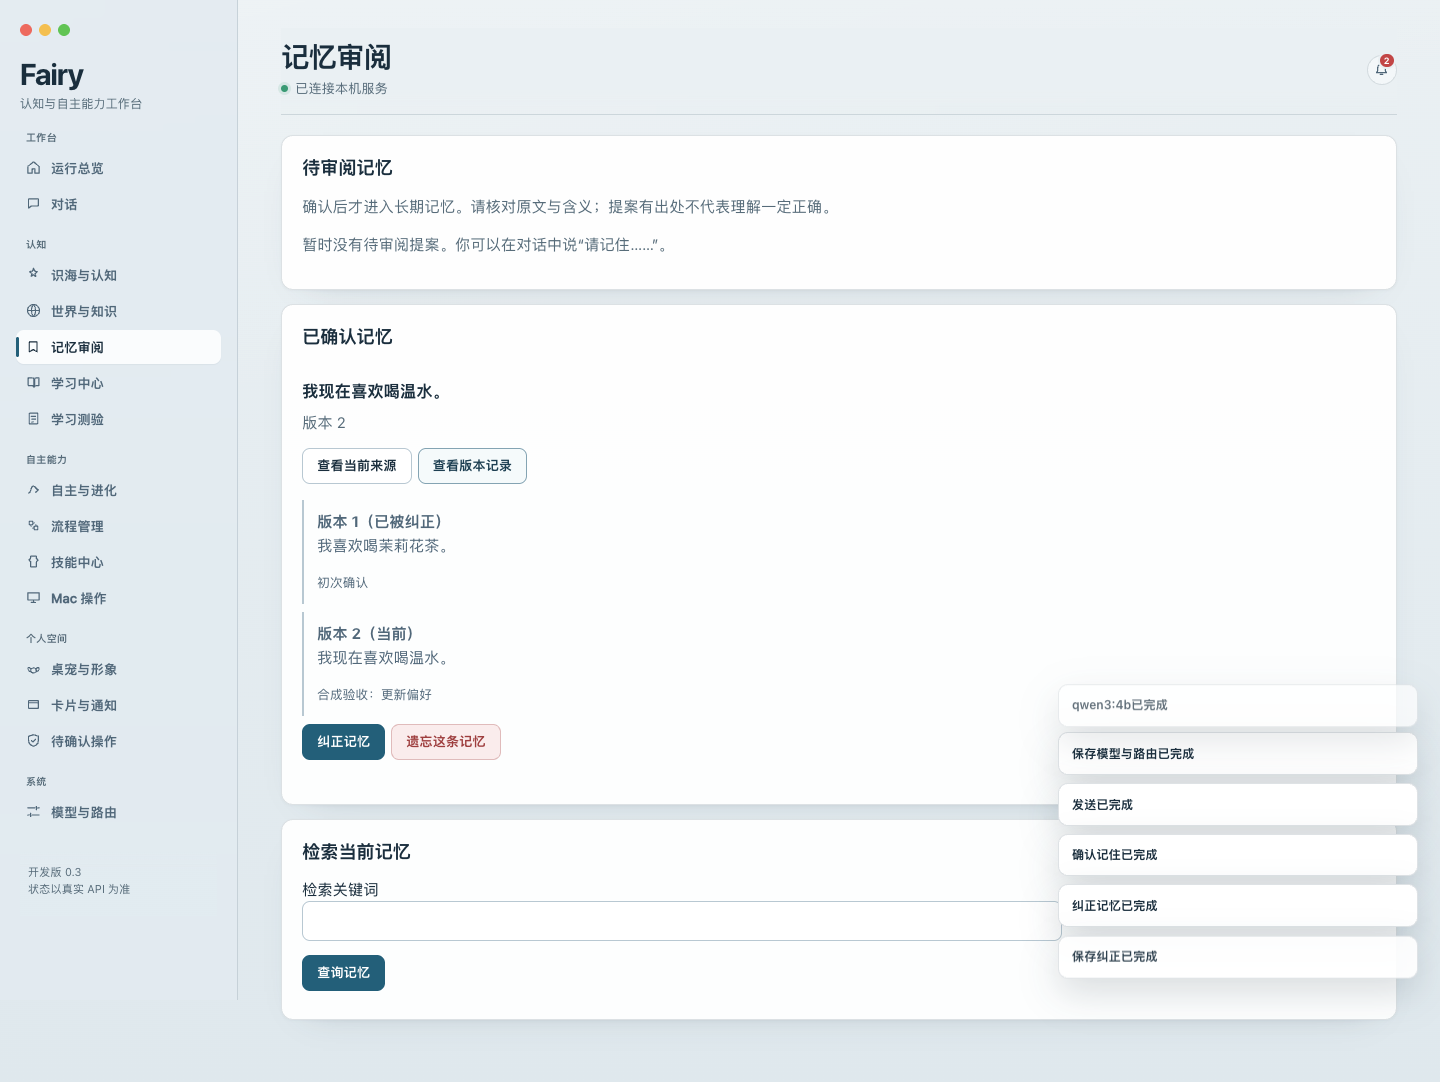 Fairy
认知与自主能力工作台
工作台
运行总览
对话
认知
识海与认知
世界与知识
记忆审阅
学习中心
学习测验
自主能力
自主与进化
流程管理
技能中心
Mac 操作
个人空间
桌宠与形象
卡片与通知
待确认操作
系统
模型与路由
开发版 0.3
状态以真实 API 为准
记忆审阅
已连接本机服务
2
待审阅记忆
确认后才进入长期记忆。请核对原文与含义；提案有出处不代表理解一定正确。
暂时没有待审阅提案。你可以在对话中说“请记住……”。
已确认记忆
我现在喜欢喝温水。
版本 2
查看当前来源
查看版本记录
版本 1（已被纠正）
我喜欢喝茉莉花茶。
初次确认
版本 2（当前）
我现在喜欢喝温水。
合成验收：更新偏好
纠正记忆
遗忘这条记忆
检索当前记忆
检索关键词
查询记忆
qwen3:4b已完成
保存模型与路由已完成
发送已完成
确认记住已完成
纠正记忆已完成
保存纠正已完成